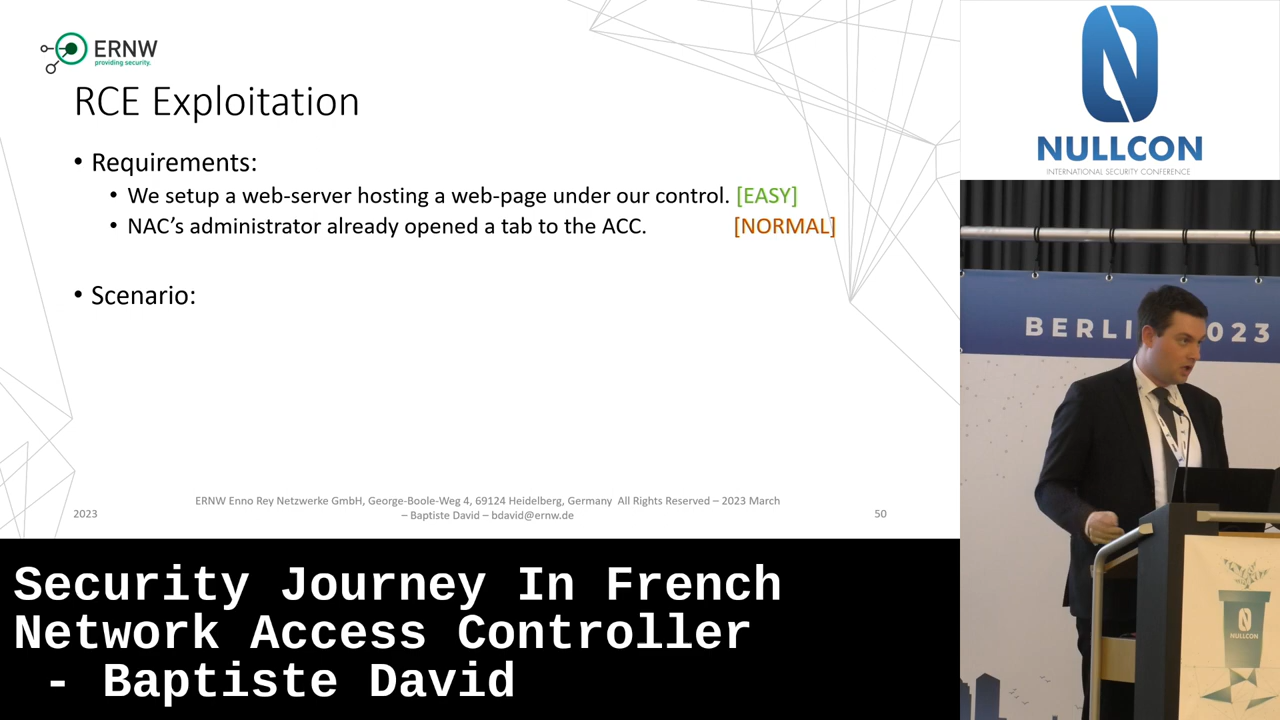 ERNW
providing security.
RCE Exploitation
• Requirements:
• We setup a web-server hosting a web-page under our control. [EASY]
• NAC’s administrator already opened a tab to the ACC. [NORMAL]
• Scenario:
ERNW Enno Rey Netzwerke GmbH, George-Boole-Weg 4, 69124 Heidelberg, Germany All Rights Reserved – 2023 March
– Baptiste David – bdavid@ernw.de
2023
50
NULLCON
INTERNATIONAL SECURITY CONFERENCE
BERLI 2023
NULLCON
Security Journey In French
Network Access Controller
- Baptiste David